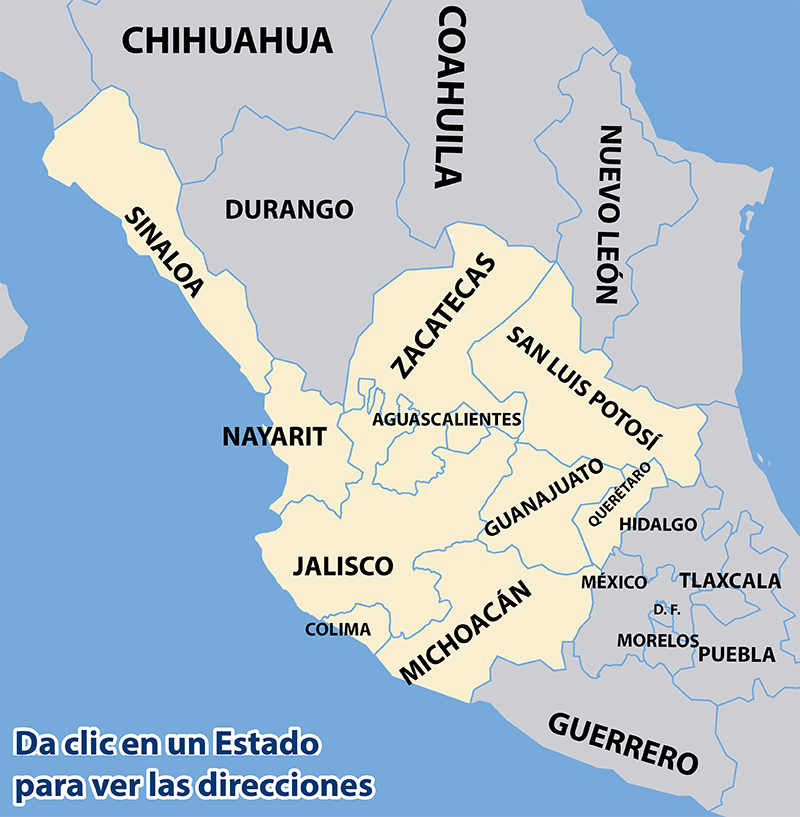 CHIHUAHUA
COAHUILA
NUEVO LEÓN
DURANGO
SINALOA
ZACATECAS
SAN LUIS POTOSÍ
AGUASCALIENTES
NAYARIT
GUANAJUATO
QUERÉTARO
HIDALGO
JALISCO
MÉXICO
TLAXCALA
D. F.
COLIMA
MICHOACÁN
MORELOS
PUEBLA
GUERRERO
Da clic en un Estado
para ver las direcciones